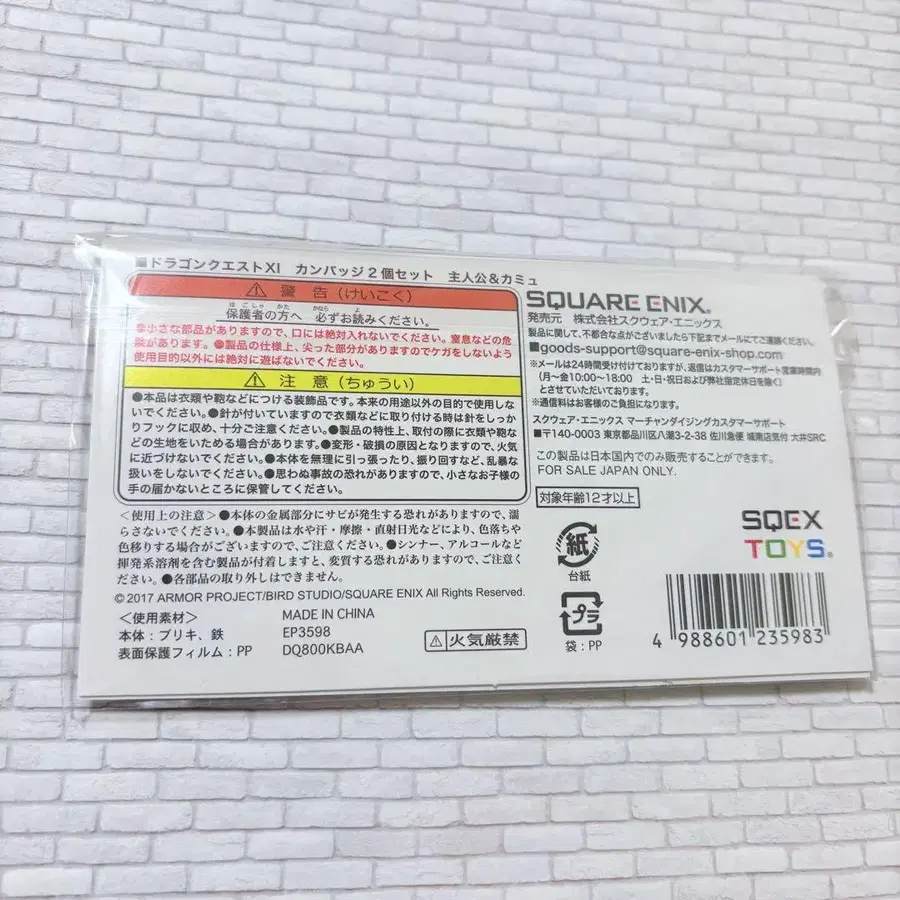 ■ドラゴンクエストXI カンバッジ2個セット 主人公&カミュ
⚠ 警告(けいこく)
保護者の方へ 必ずお読みください。
ほごしゃ かた かなら よ
●小さな部品がありますので、口には絶対入れないでください。窒息などの危
険があります。●製品の仕様上、尖った部分がありますのでケガをしないよう
使用目的以外には絶対に遊ばないでください。
⚠ 注意(ちゅうい)
●本品は衣類や鞄などにつける装飾品です。本来の用途以外の目的で使用しな
いでください。●針が付いていますので衣類などに取り付ける時は針をしっか
りフックに収め、十分ご注意ください。●製品の特性上、取付の際に衣類や鞄な
どの生地をいためる場合があります。●変形・破損の原因となりますので、火気
に近づけないでください。●本体を無理に引っ張ったり、振り回すなど、乱暴な
扱いをしないでください。●思わぬ事故の恐れがありますので、小さなお子様の
手の届かないところに保管してください。
<使用上の注意>●本体の金属部分にサビが発生する恐れがありますので、濡
らさないでください。●本製品は水や汗・摩擦・直射日光などにより、色落ちや
色移りする場合がございますので、ご注意ください。●シンナー、アルコールなど
揮発系溶剤を含む製品が付着しますと、変質する恐れがありますので、ご注意く
ださい。●各部品の取り外しはできません。
© 2017 ARMOR PROJECT/BIRD STUDIO/SQUARE ENIX All Rights Reserved.
<使用素材>
本体:ブリキ、鉄
表面保護フィルム:PP
MADE IN CHINA
EP3598
DQ800KBAA
⚠火気厳禁
SQUARE ENIX®
発売元 株式会社スクウェア・エニックス
製品に関して、不都合な点がございましたら下記までメールにてご連絡ください。
■goods-support@square-enix-shop.com
※メールは24時間受け付けておりますが、返信はカスタマーサポート営業時間内
(月~金10:00~18:00 土・日・祝日および弊社指定休日を除く)
とさせていただいております。
※通信料はお客様のご負担になります。
スクウェア・エニックス マーチャンダイジングカスタマーサポート
■〒140-0003 東京都品川区八潮3-2-38 佐川急便 城南店気付 大井SRC
この製品は日本国内でのみ販売することができます。
FOR SALE JAPAN ONLY.
対象年齢12才以上
紙
台紙
プラ
袋:PP
SQEX
TOYS®
4 988601 235983